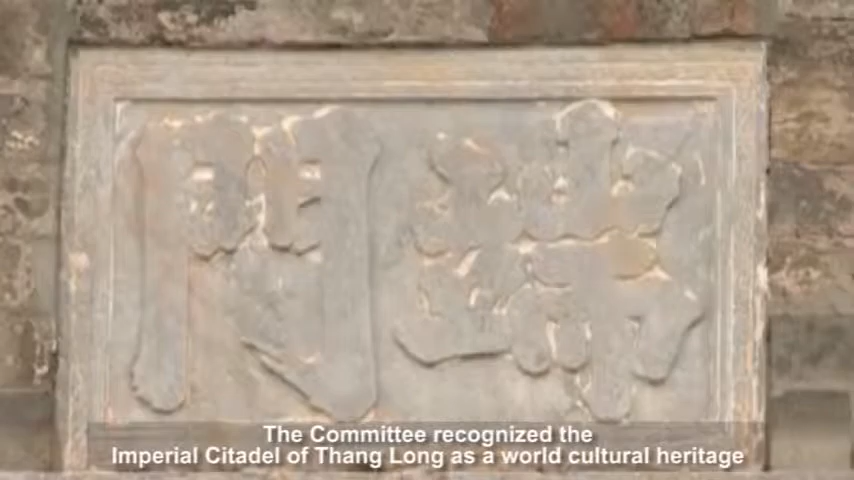 端門
The Committee recognized the
Imperial Citadel of Thang Long as a world cultural heritage